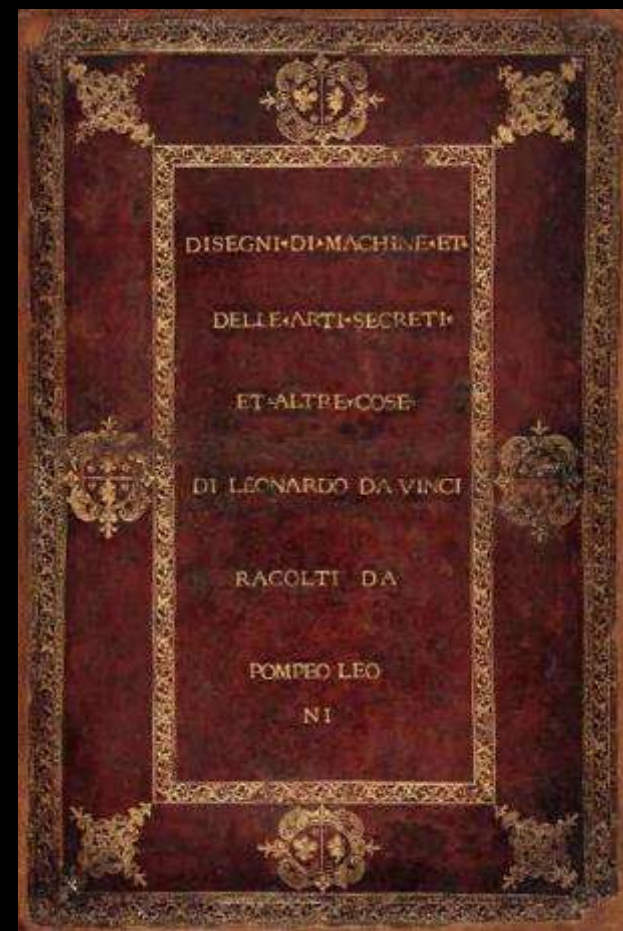 DISEGNI·DI·MACHINE·ET·
DELLE·ARTI·SECRETI·
ET·ALTRE·COSE·
DI LEONARDO DA VINCI
RACOLTI DA
POMPEO LEO
NI